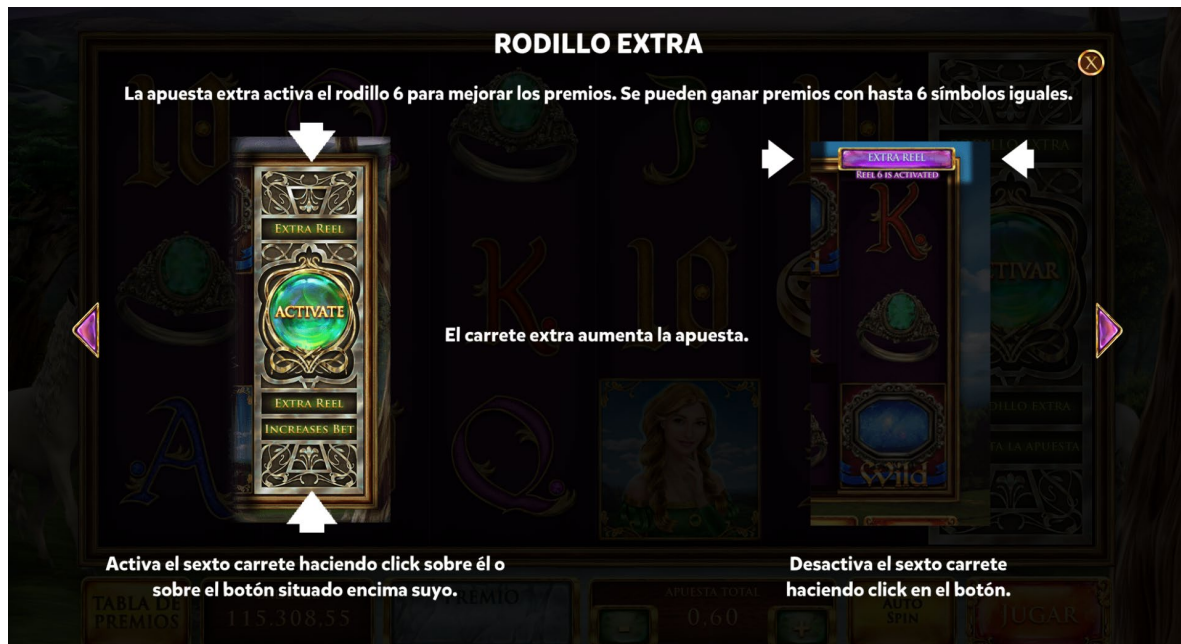 RODILLO EXTRA
X
La apuesta extra activa el rodillo 6 para mejorar los premios. Se pueden ganar premios con hasta 6 símbolos iguales.
EXTRA REEL
REEL 6 IS ACTIVATED
EXTRA REEL
ACTIVATE
EXTRA REEL
INCREASES BET
El carrete extra aumenta la apuesta.
10
J
10
K
10
K
A
Q
Wild
Activa el sexto carrete haciendo click sobre él o
sobre el botón situado encima suyo.
Desactiva el sexto carrete
haciendo click en el botón.
TABLA DE
PREMIOS
115.308,55
PREMIO
APUESTA TOTAL
0,60
-
+
AUTO
SPIN
JUGAR